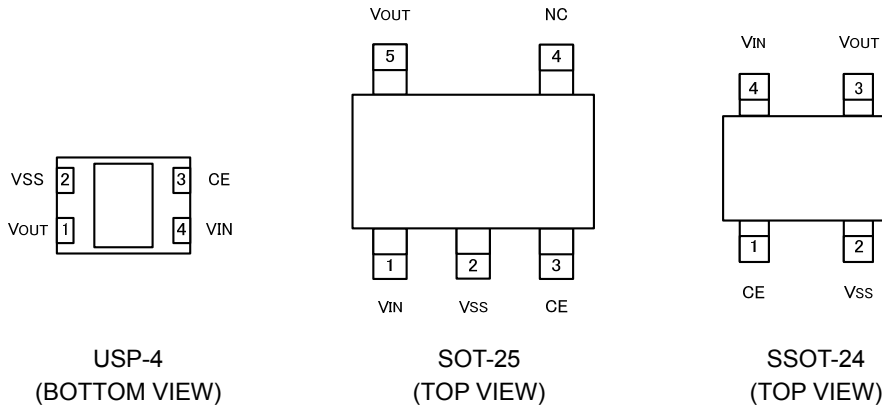 VSS 2 3 CE
VOUT 1 4 VIN
USP-4
(BOTTOM VIEW)
VOUT NC
5 4
1 2 3
VIN VSS CE
SOT-25
(TOP VIEW)
VIN VOUT
4 3
1 2
CE VSS
SSOT-24
(TOP VIEW)